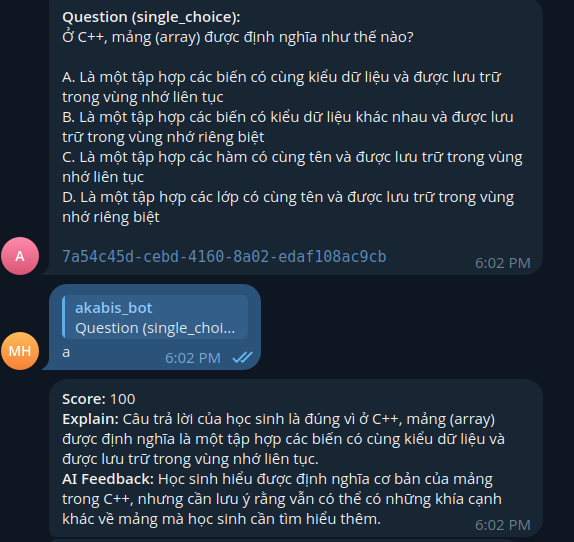 Question (single_choice):
Ở C++, mảng (array) được định nghĩa như thế nào?
A. Là một tập hợp các biến có cùng kiểu dữ liệu và được lưu trữ
trong vùng nhớ liên tục
B. Là một tập hợp các biến có kiểu dữ liệu khác nhau và được lưu
trữ trong vùng nhớ riêng biệt
C. Là một tập hợp các hàm có cùng tên và được lưu trữ trong vùng
nhớ liên tục
D. Là một tập hợp các lớp có cùng tên và được lưu trữ trong vùng
nhớ riêng biệt
7a54c45d-cebd-4160-8a02-edaf108ac9cb
A
6:02 PM
akabis_bot
Question (single_choi...
MH
a
6:02 PM
Score: 100
Explain: Câu trả lời của học sinh là đúng vì ở C++, mảng (array)
được định nghĩa là một tập hợp các biến có cùng kiểu dữ liệu và
được lưu trữ trong vùng nhớ liên tục.
AI Feedback: Học sinh hiểu được định nghĩa cơ bản của mảng
trong C++, nhưng cần lưu ý rằng vẫn có thể có những khía cạnh
khác về mảng mà học sinh cần tìm hiểu thêm.
6:02 PM